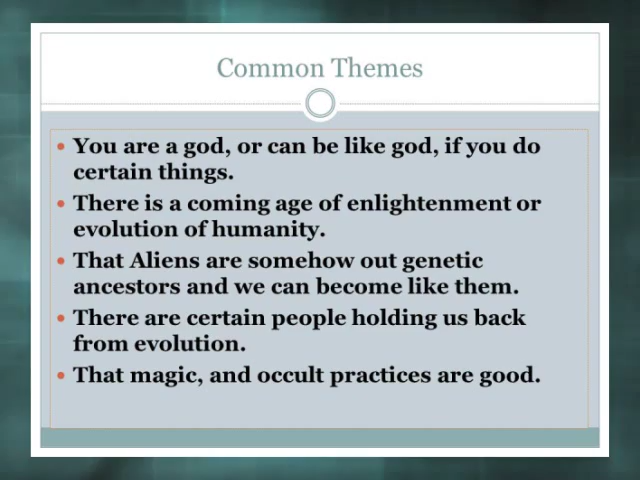 Common Themes
• You are a god, or can be like god, if you do
certain things.
• There is a coming age of enlightenment or
evolution of humanity.
• That Aliens are somehow out genetic
ancestors and we can become like them.
• There are certain people holding us back
from evolution.
• That magic, and occult practices are good.